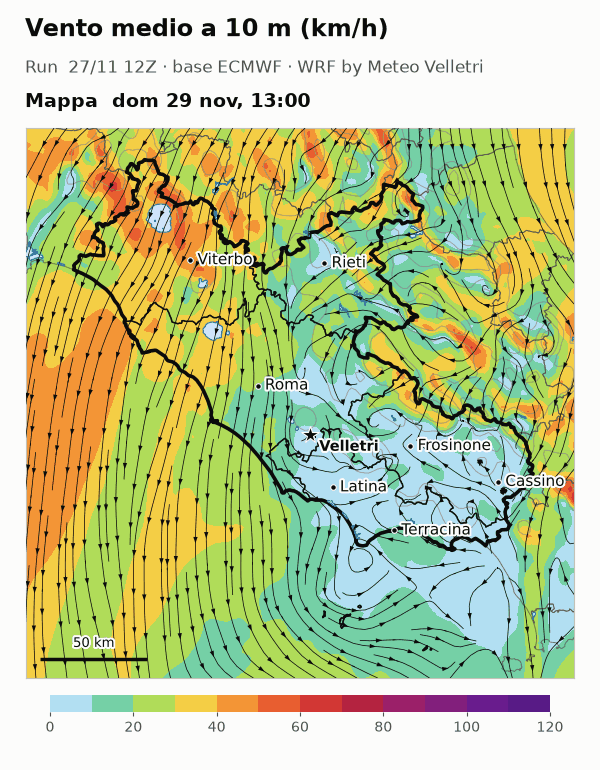 Vento medio a 10 m (km/h)
Run  27/11 12Z · base ECMWF · WRF by Meteo Velletri
Mappa  dom 29 nov, 13:00
Viterbo
Rieti
Roma
Velletri
Frosinone
Latina
Cassino
Terracina
50 km
0 20 40 60 80 100 120